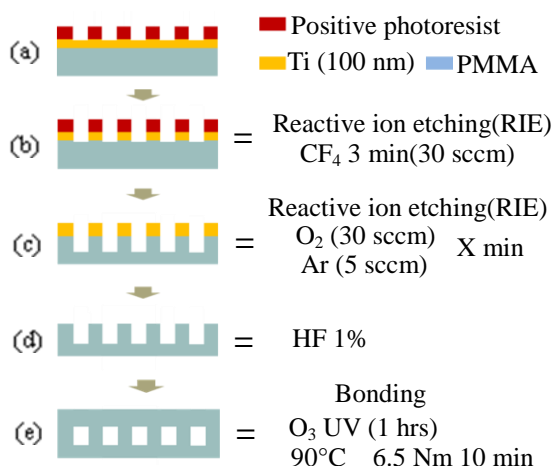 Positive photoresist
Ti (100 nm) PMMA
(a)
(b)
= Reactive ion etching(RIE)
CF₄ 3 min(30 sccm)
(c)
= Reactive ion etching(RIE)
O₂ (30 sccm)
Ar (5 sccm)
X min
(d)
= HF 1%
(e)
= Bonding
O₃ UV (1 hrs)
90°C 6.5 Nm 10 min